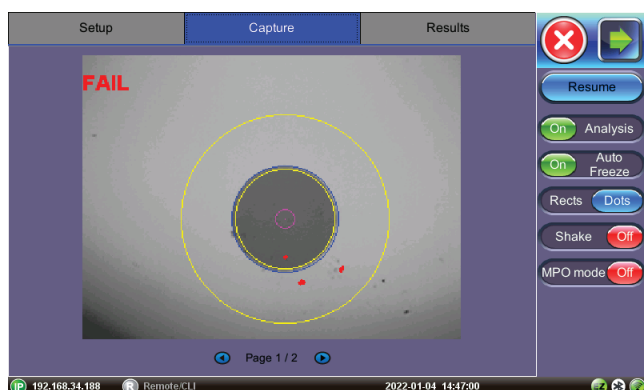 Setup
Capture
Results
FAIL
Resume
On Analysis
On Auto
Freeze
Rects Dots
Shake Off
MPO mode Off
Page 1 / 2
IP 192.168.34.188 R Remote/CLI 2022-01-04 14:47:00